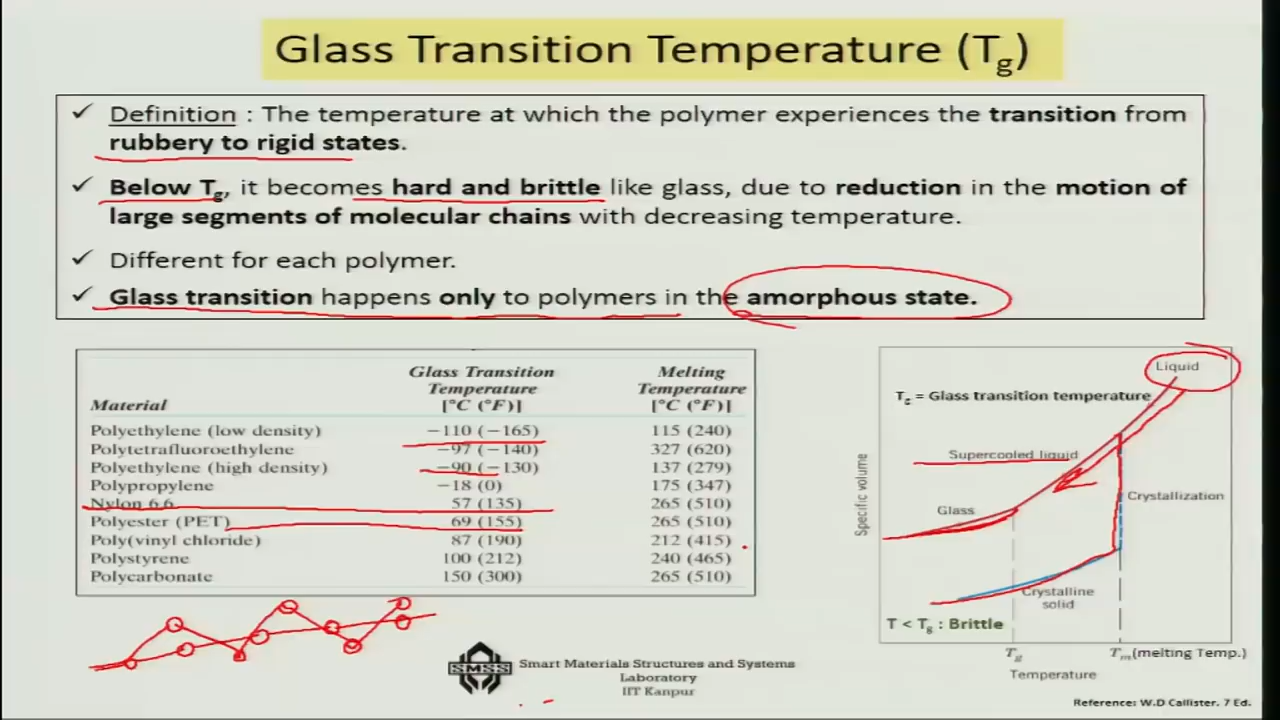 Glass Transition Temperature (Tg)
✓ Definition : The temperature at which the polymer experiences the transition from
rubbery to rigid states.
✓ Below Tg, it becomes hard and brittle like glass, due to reduction in the motion of
large segments of molecular chains with decreasing temperature.
✓ Different for each polymer.
✓ Glass transition happens only to polymers in the amorphous state.
Glass Transition Melting
Temperature Temperature
Material [°C (°F)] [°C (°F)]
Polyethylene (low density) −110 (−165) 115 (240)
Polytetrafluoroethylene −97 (−140) 327 (620)
Polyethylene (high density) −90 (−130) 137 (279)
Polypropylene −18 (0) 175 (347)
Nylon 6,6 57 (135) 265 (510)
Polyester (PET) 69 (155) 265 (510)
Poly(vinyl chloride) 87 (190) 212 (415)
Polystyrene 100 (212) 240 (465)
Polycarbonate 150 (300) 265 (510)
Liquid
Tg = Glass transition temperature
Supercooled liquid
Specific volume
Crystallization
Glass
Crystalline
solid
T < Tg : Brittle
Tg Tm(melting Temp.)
Temperature
SMSS
Smart Materials Structures and Systems
Laboratory
IIT Kanpur
Reference: W.D Callister. 7 Ed.